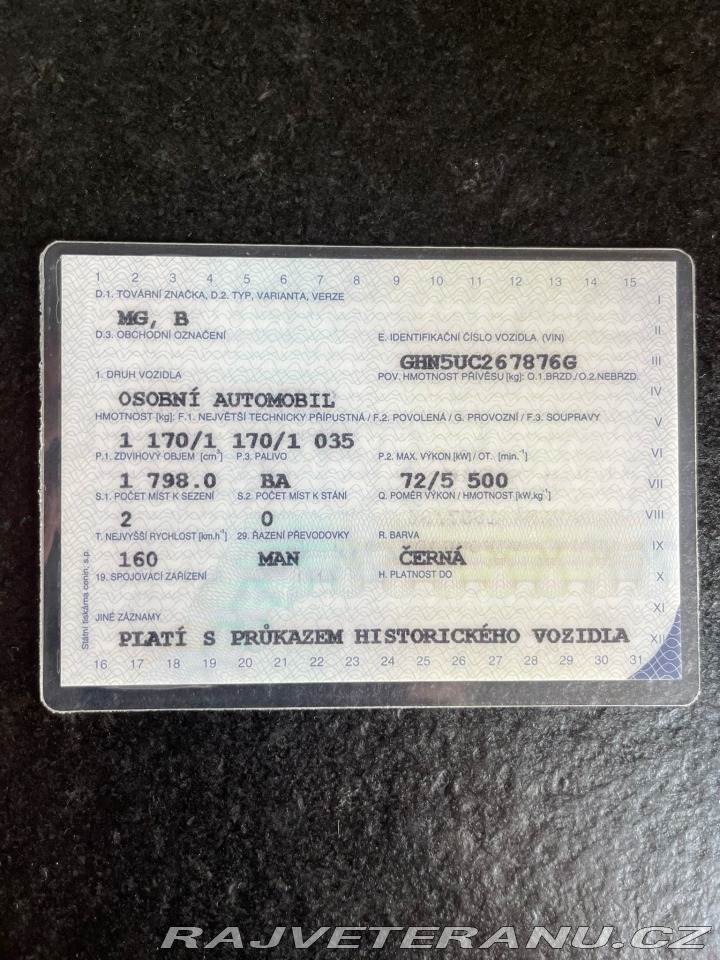 1 2 3 4 5 6 7 8 9 10 11 12 13 14 15
D.1. TOVÁRNÍ ZNAČKA, D.2. TYP, VARIANTA, VERZE
I
MG, B
II
D.3. OBCHODNÍ OZNAČENÍ E. IDENTIFIKAČNÍ ČÍSLO VOZIDLA (VIN)
GHN5UC267876G
III
1. DRUH VOZIDLA POV. HMOTNOST PŘÍVĚSU [kg]: O.1.BRZD./O.2.NEBRZD.
OSOBNÍ AUTOMOBIL
IV
HMOTNOST [kg]: F.1. NEJVĚTŠÍ TECHNICKY PŘÍPUSTNÁ / F.2. POVOLENÁ / G. PROVOZNÍ / F.3. SOUPRAVY
V
1 170/1 170/1 035
P.1. ZDVIHOVÝ OBJEM [cm³] P.3. PALIVO P.2. MAX. VÝKON [kW] / OT. [min.⁻¹]
VI
1 798.0 BA 72/5 500
VII
S.1. POČET MÍST K SEZENÍ S.2. POČET MÍST K STÁNÍ Q. POMĚR VÝKON / HMOTNOST [kW.kg⁻¹]
2 0
VIII
T. NEJVYŠŠÍ RYCHLOST [km.h⁻¹] 29. ŘAZENÍ PŘEVODOVKY R. BARVA
IX
160 MAN ČERNÁ
19. SPOJOVACÍ ZAŘÍZENÍ H. PLATNOST DO
X
XI
JINÉ ZÁZNAMY
PLATÍ S PRŮKAZEM HISTORICKÉHO VOZIDLA
XII
16 17 18 19 20 21 22 23 24 25 26 27 28 29 30 31
Státní tiskárna cenin, s.p.
RAJVETERANU.CZ